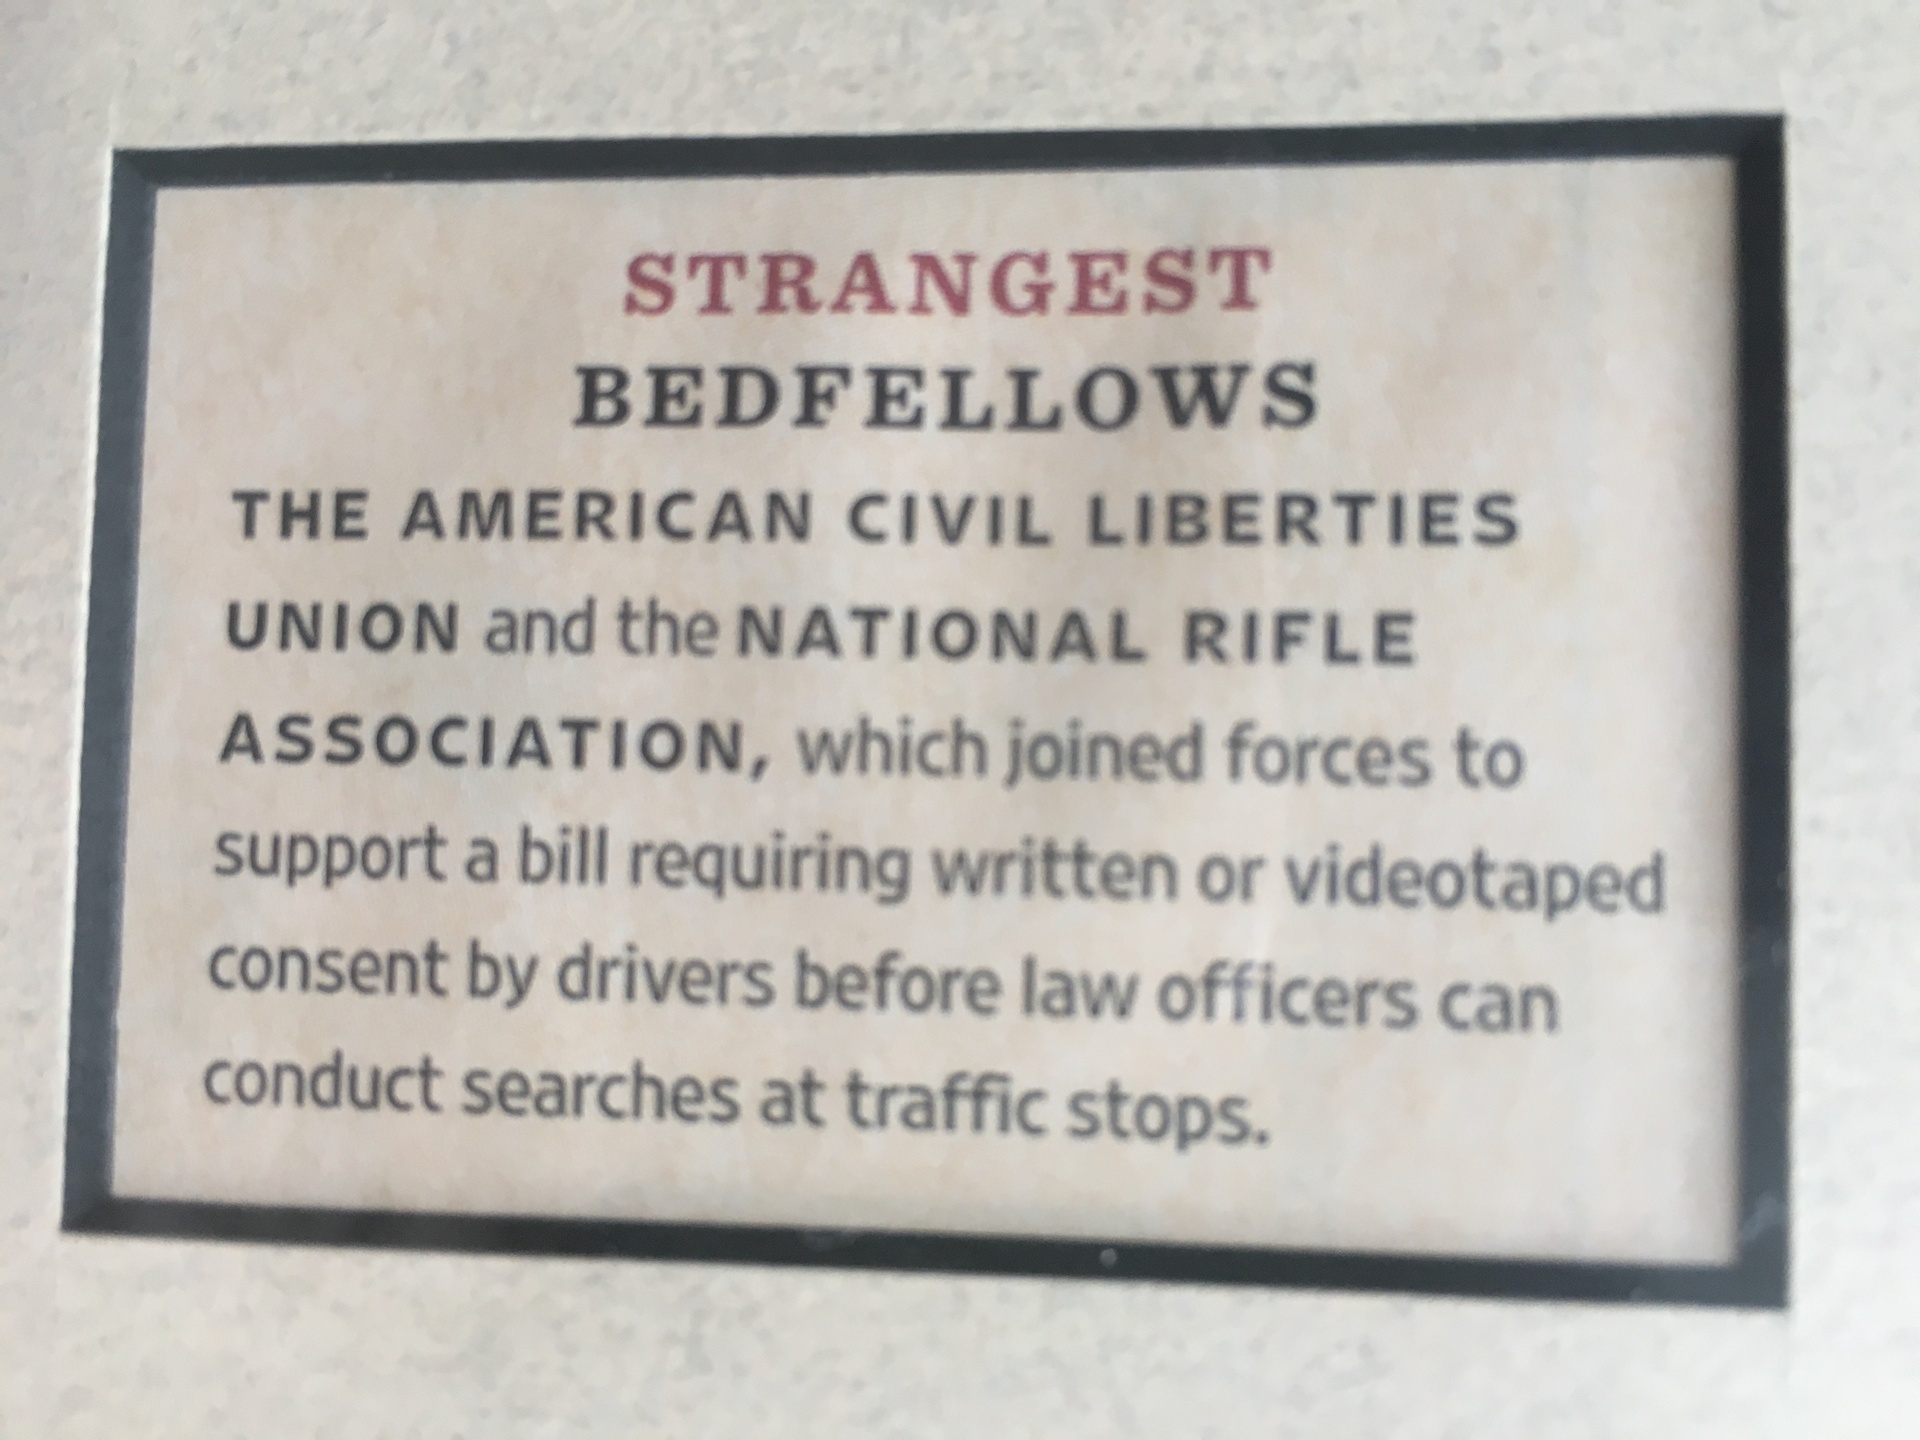 STRANGEST
BEDFELLOWS
THE AMERICAN CIVIL LIBERTIES
UNION and the NATIONAL RIFLE
ASSOCIATION, which joined forces to
support a bill requiring written or videotaped
consent by drivers before law officers can
conduct searches at traffic stops.